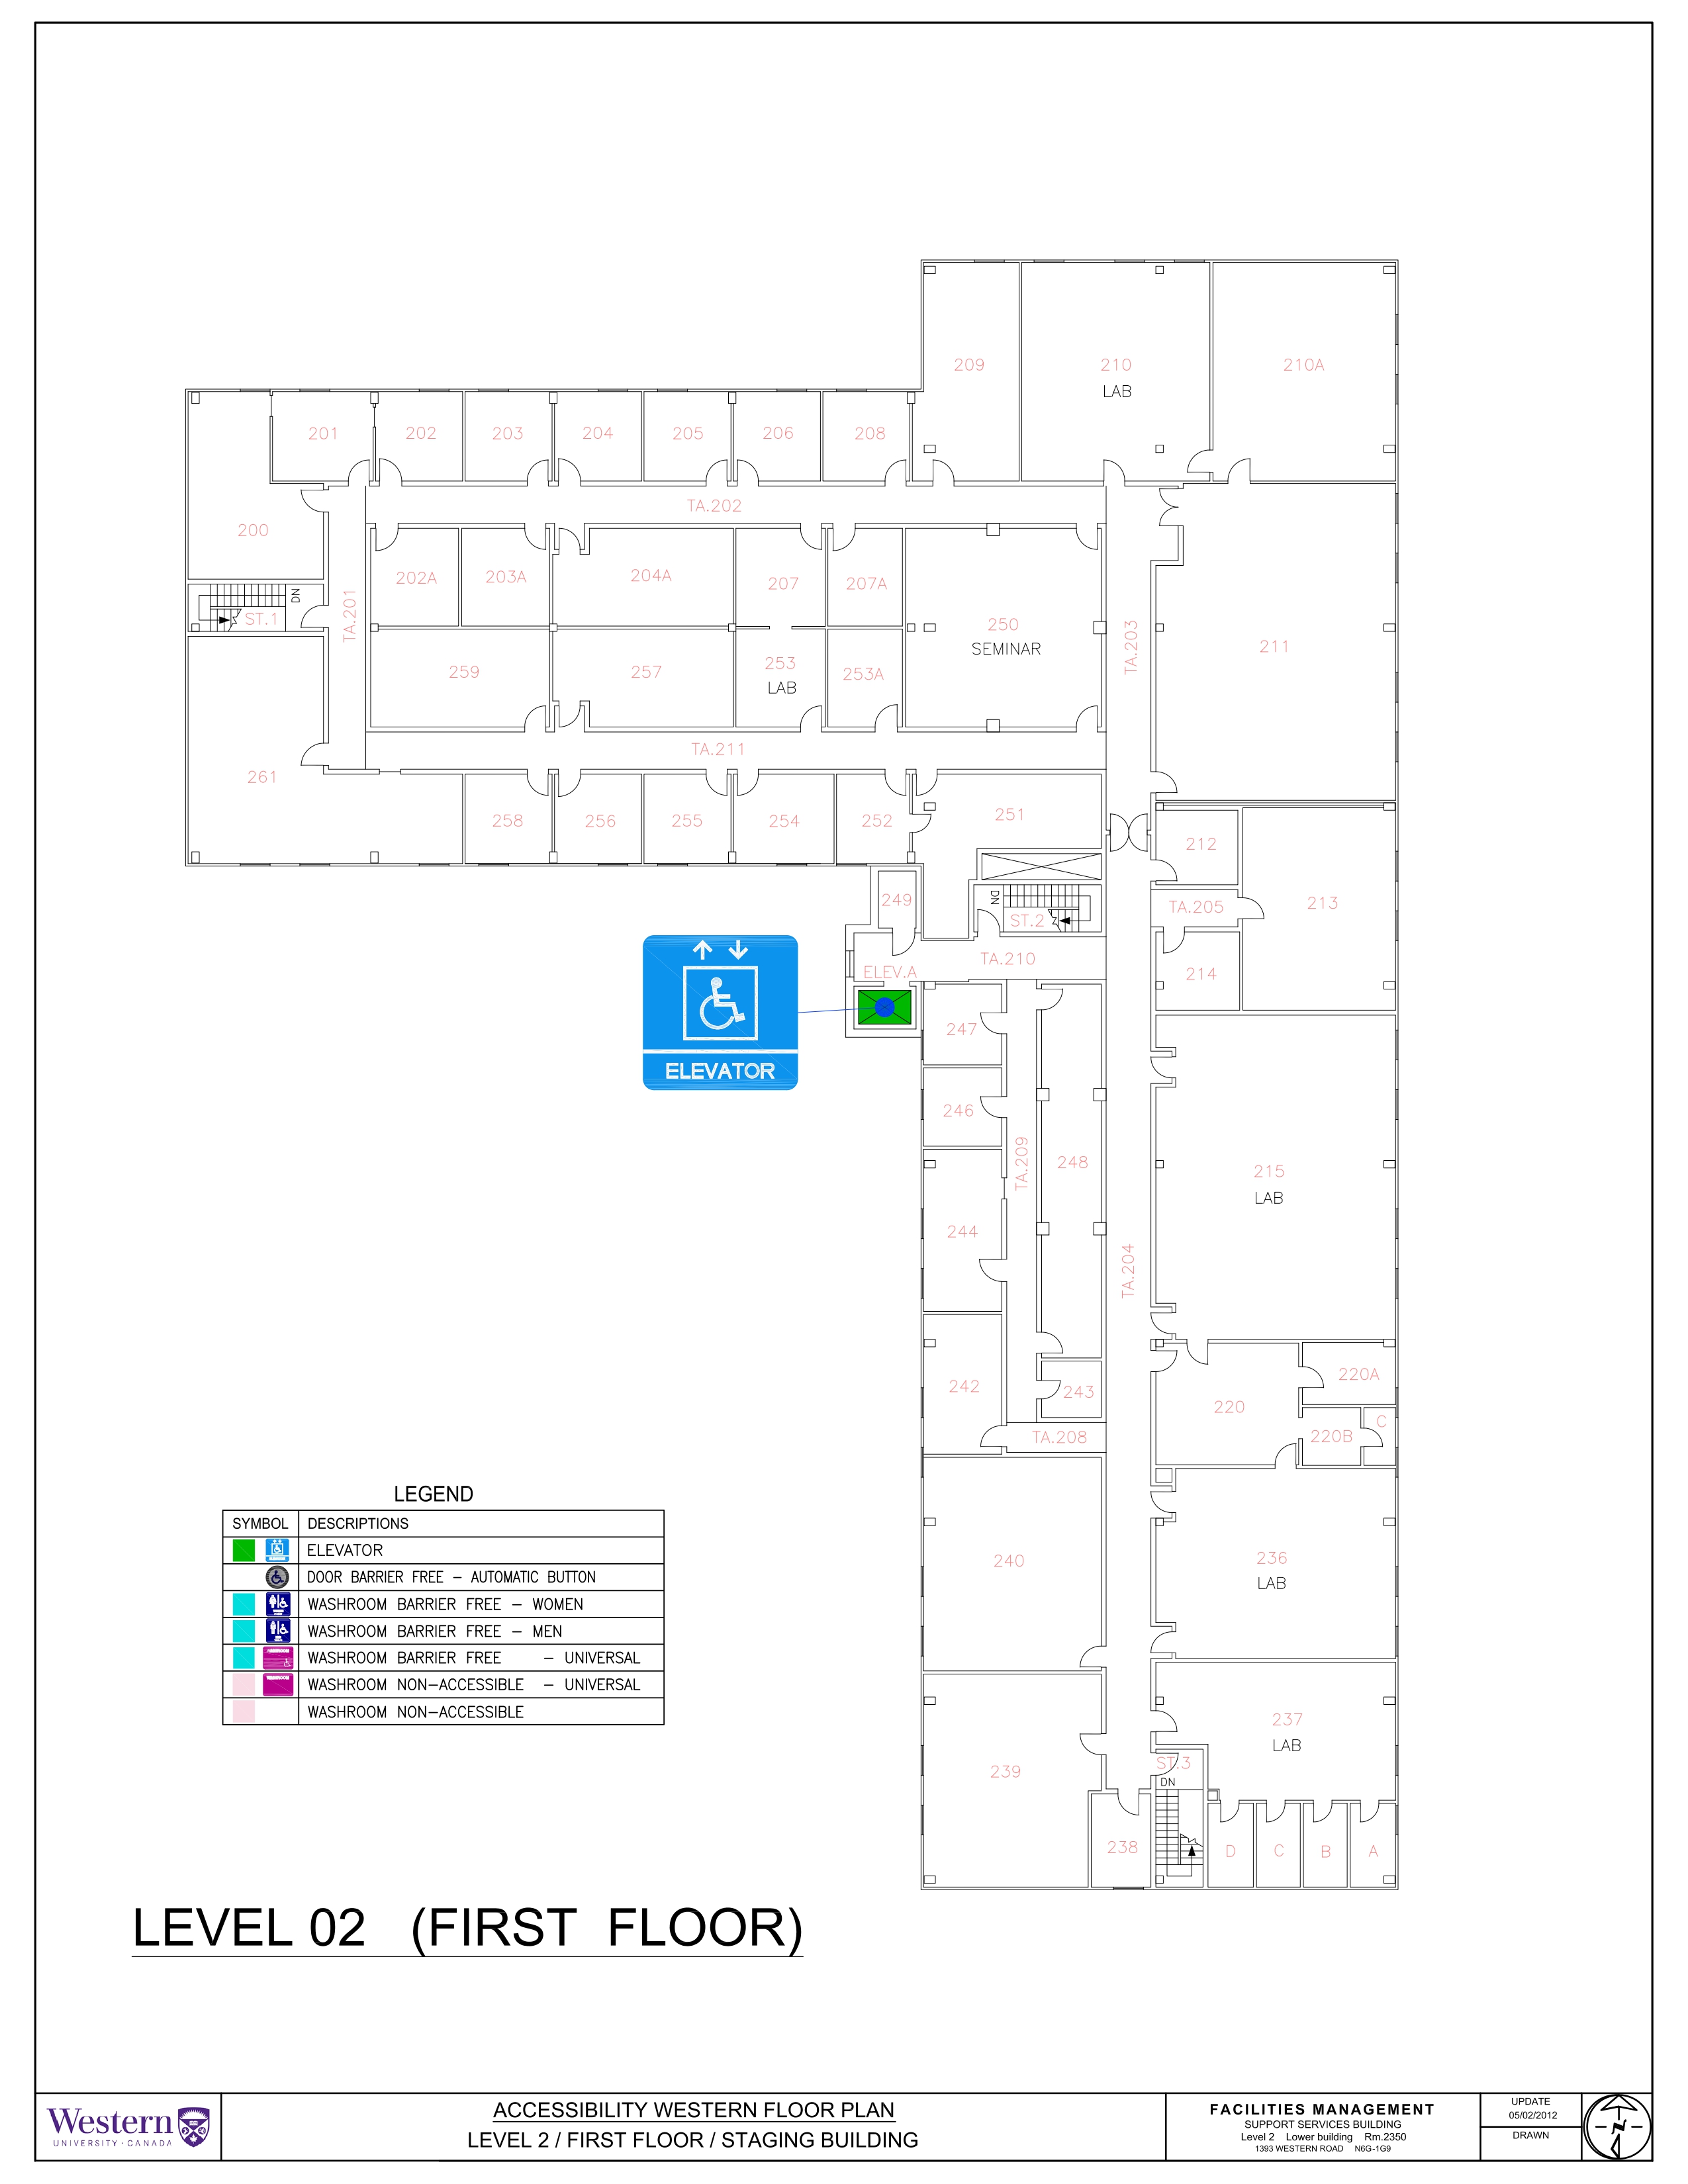 209
210
LAB
210A
201
202
203
204
205
206
208
TA.202
200
202A
203A
204A
207
207A
250
SEMINAR
DN
ST.1
TA.201
TA.203
211
259
257
253
LAB
253A
TA.211
261
258
256
255
254
252
251
212
213
249
DN
ST.2
TA.205
TA.210
214
ELEV.A
ELEVATOR
247
246
TA.209
248
215
LAB
244
TA.204
242
243
220
220A
220B
C
TA.208
240
236
LAB
237
LAB
239
ST.3
DN
238
D
C
B
A
LEGEND
SYMBOL DESCRIPTIONS
ELEVATOR
DOOR BARRIER FREE - AUTOMATIC BUTTON
WASHROOM BARRIER FREE - WOMEN
WASHROOM BARRIER FREE - MEN
WASHROOM BARRIER FREE - UNIVERSAL
WASHROOM NON-ACCESSIBLE - UNIVERSAL
WASHROOM NON-ACCESSIBLE
LEVEL 02 (FIRST FLOOR)
Western
UNIVERSITY · CANADA
ACCESSIBILITY WESTERN FLOOR PLAN
LEVEL 2 / FIRST FLOOR / STAGING BUILDING
FACILITIES MANAGEMENT
SUPPORT SERVICES BUILDING
Level 2 Lower building Rm.2350
1393 WESTERN ROAD N6G-1G9
UPDATE
05/02/2012
DRAWN
N